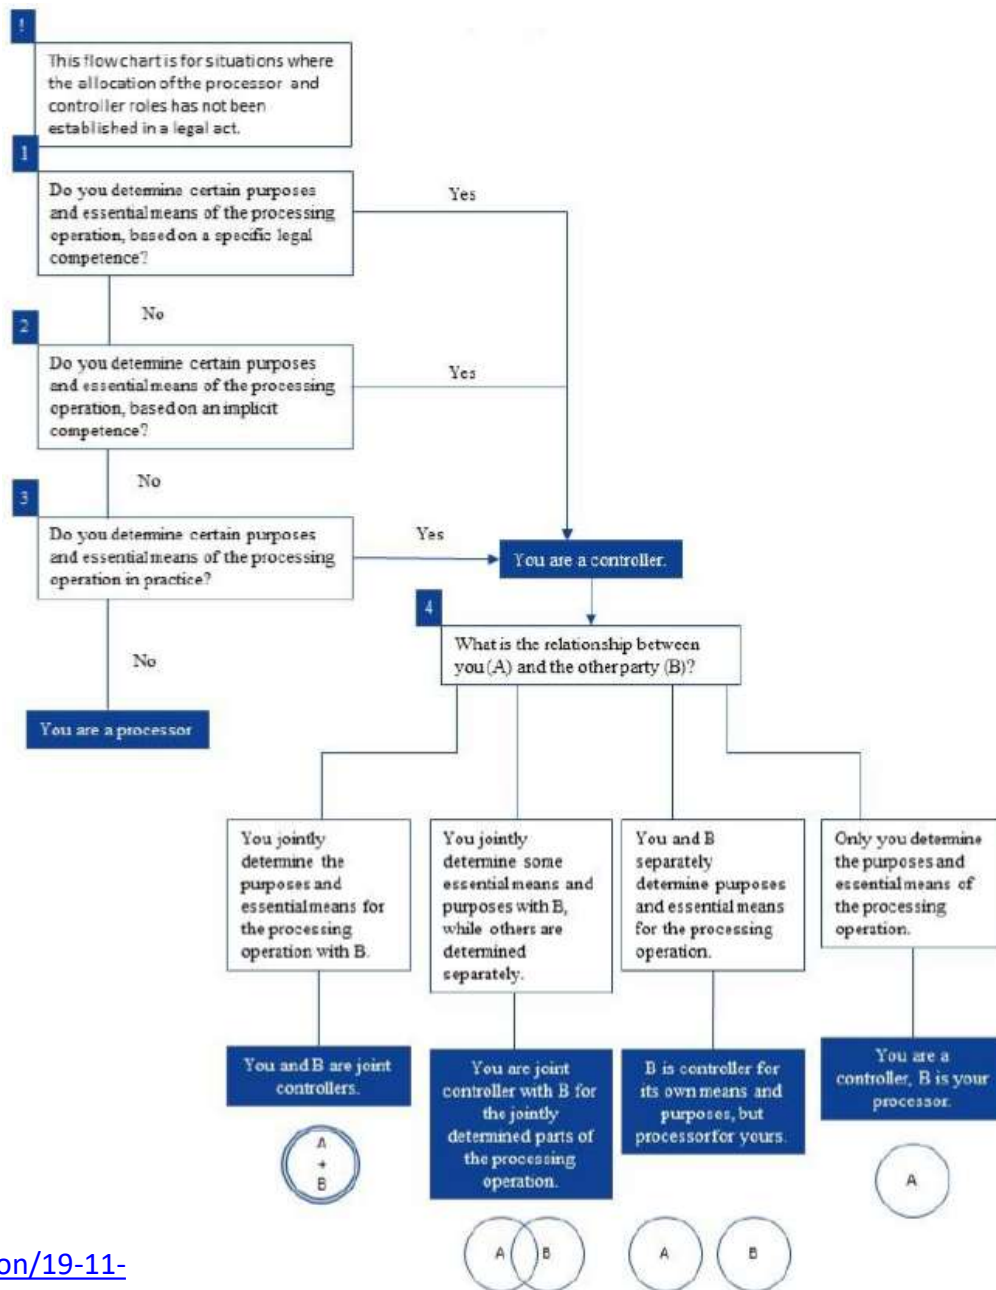 1
This flow chart is for situations where
the allocation of the processor and
controller roles has not been
established in a legal act.
1
Do you determine certain purposes
and essential means of the processing
operation, based on a specific legal
competence?
Yes
No
2
Do you determine certain purposes
and essential means of the processing
operation, based on an implicit
competence?
Yes
No
3
Do you determine certain purposes
and essential means of the processing
operation in practice?
Yes
You are a controller.
No
You are a processor
4
What is the relationship between
you (A) and the other party (B)?
You jointly
determine the
purposes and
essential means for
the processing
operation with B.
You jointly
determine some
essential means and
purposes with B,
while others are
determined
separately.
You and B
separately
determine purposes
and essential means
for the processing
operation.
Only you determine
the purposes and
essential means of
the processing
operation.
You and B are joint
controllers.
You are joint
controller with B for
the jointly
determined parts of
the processing
operation.
B is controller for
its own means and
purposes, but
processor for yours.
You are a
controller, B is your
processor.
A
+
B
A B
A B
A
on/19-11-